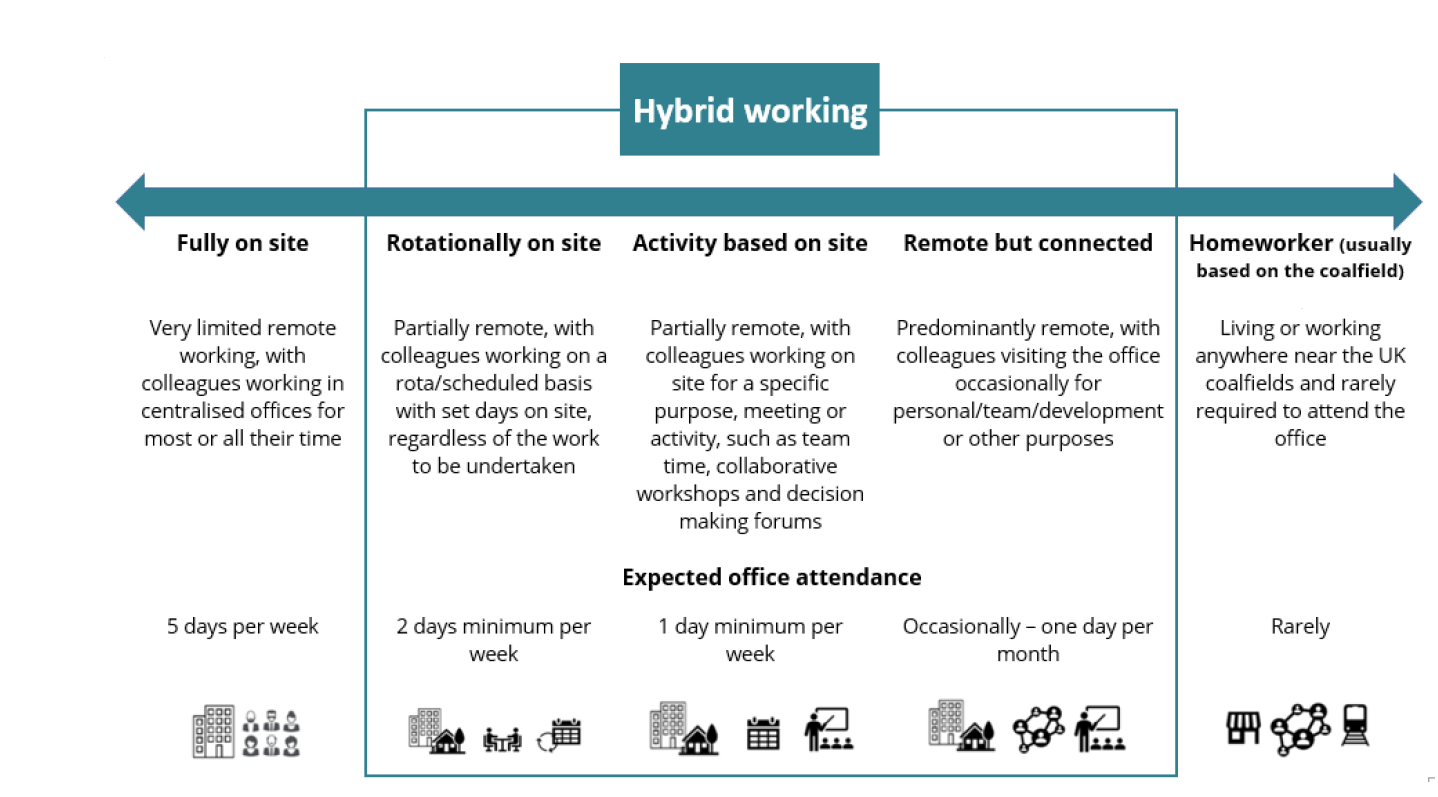 Hybrid working
Fully on site
Very limited remote
working, with
colleagues working in
centralised offices for
most or all their time
Rotationally on site
Partially remote, with
colleagues working on a
rota/scheduled basis
with set days on site,
regardless of the work
to be undertaken
Activity based on site
Partially remote, with
colleagues working on
site for a specific
purpose, meeting or
activity, such as team
time, collaborative
workshops and decision
making forums
Remote but connected
Predominantly remote, with
colleagues visiting the office
occasionally for
personal/team/development
or other purposes
Homeworker (usually
based on the coalfield)
Living or working
anywhere near the UK
coalfields and rarely
required to attend the
office
Expected office attendance
5 days per week
2 days minimum per
week
1 day minimum per
week
Occasionally – one day per
month
Rarely